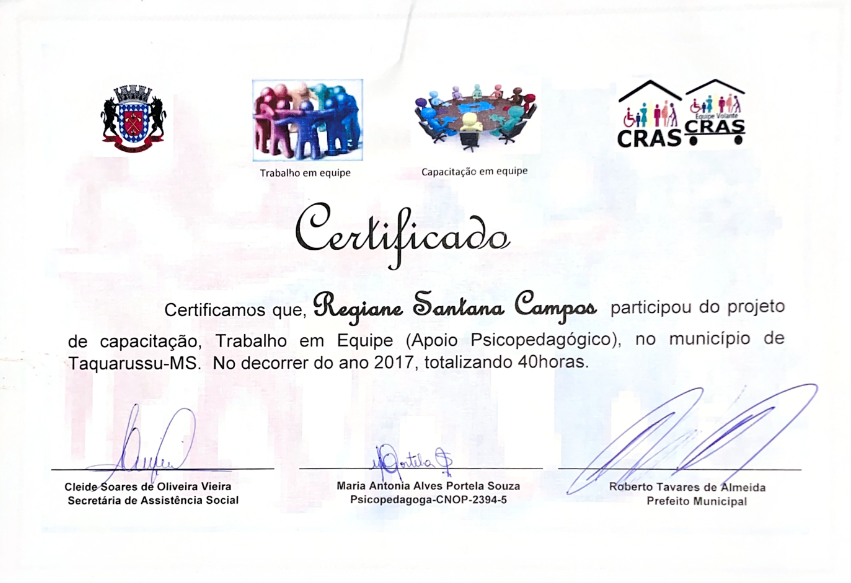 Equipe Volante
CRAS CRAS
Trabalho em equipe
Capacitação em equipe
Certificado
Certificamos que, Regiane Santana Campos participou do projeto
de capacitação, Trabalho em Equipe (Apoio Psicopedagógico), no município de
Taquarussu-MS. No decorrer do ano 2017, totalizando 40horas.
Cleide Soares de Oliveira Vieira
Secretária de Assistência Social
Maria Antonia Alves Portela Souza
Psicopedagoga-CNOP-2394-5
Roberto Tavares de Almeida
Prefeito Municipal